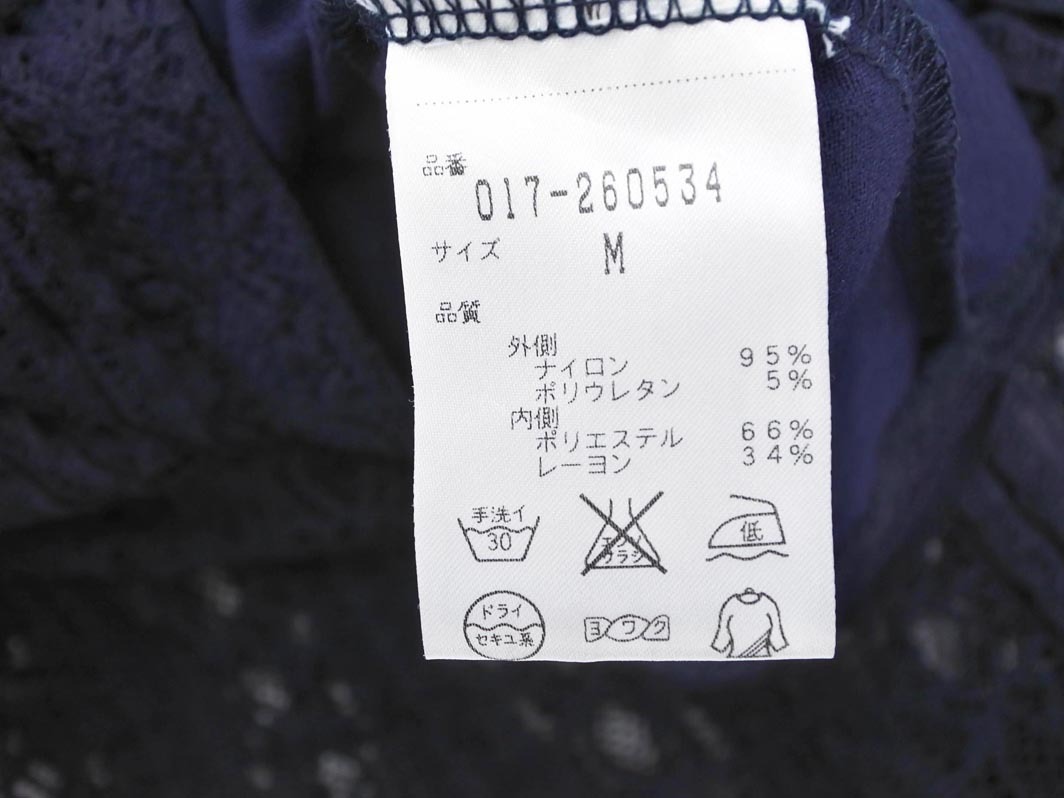 品番
017-260534
サイズ M
品質
外側
ナイロン 95%
ポリウレタン 5%
内側
ポリエステル 66%
レーヨン 34%
手洗イ
30
エンソ
サラシ
低
ドライ
セキユ系
ヨワク